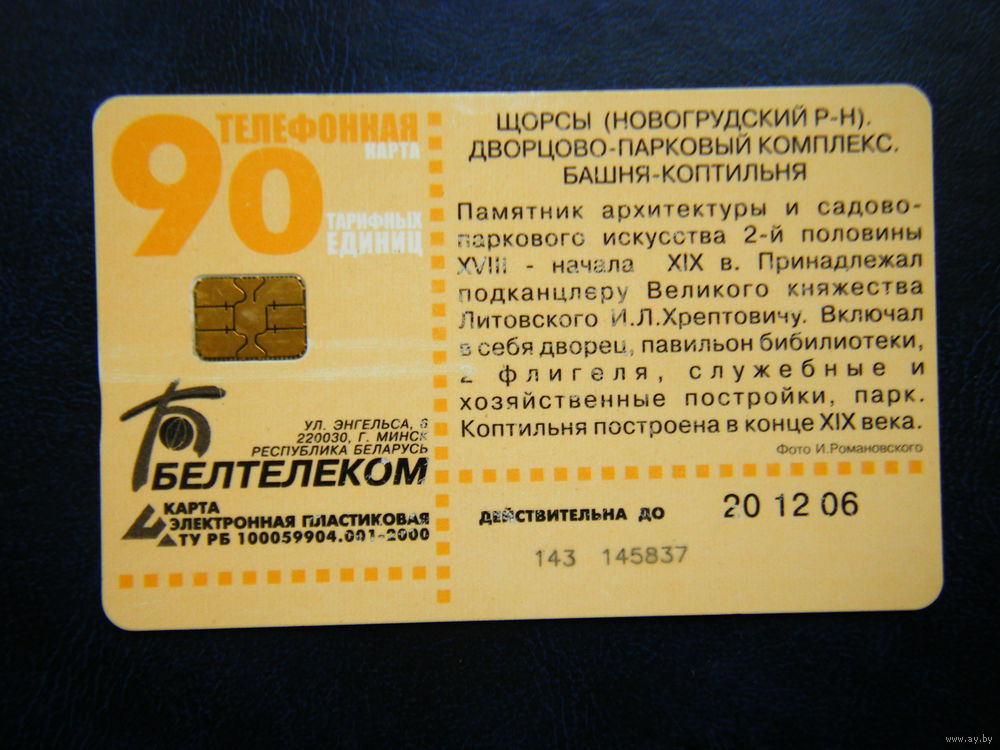 90
ТЕЛЕФОННАЯ
КАРТА
ТАРИФНЫХ
ЕДИНИЦ
УЛ. ЭНГЕЛЬСА, 6
220030, Г. МИНСК
РЕСПУБЛИКА БЕЛАРУСЬ
БЕЛТЕЛЕКОМ
КАРТА
ЭЛЕКТРОННАЯ ПЛАСТИКОВАЯ
ТУ РБ 100059904.001-2000
ЩОРСЫ (НОВОГРУДСКИЙ Р-Н).
ДВОРЦОВО-ПАРКОВЫЙ КОМПЛЕКС.
БАШНЯ-КОПТИЛЬНЯ
Памятник архитектуры и садово-
паркового искусства 2-й половины
XVIII - начала XIX в. Принадлежал
подканцлеру Великого княжества
Литовского И.Л.Хрептовичу. Включал
в себя дворец, павильон бибилиотеки,
2 флигеля, служебные и
хозяйственные постройки, парк.
Коптильня построена в конце XIX века.
Фото И.Романовского
ДЕЙСТВИТЕЛЬНА ДО 20 12 06
143 145837
www.ay.by